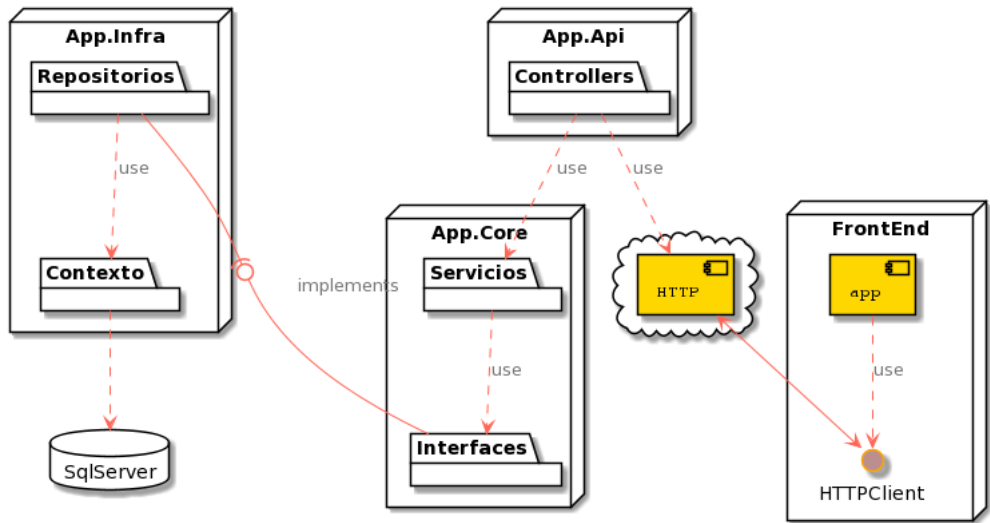 App.Infra
Repositorios
use
Contexto
SqlServer
implements
App.Api
Controllers
use
use
App.Core
Servicios
use
Interfaces
HTTP
FrontEnd
app
use
HTTPClient